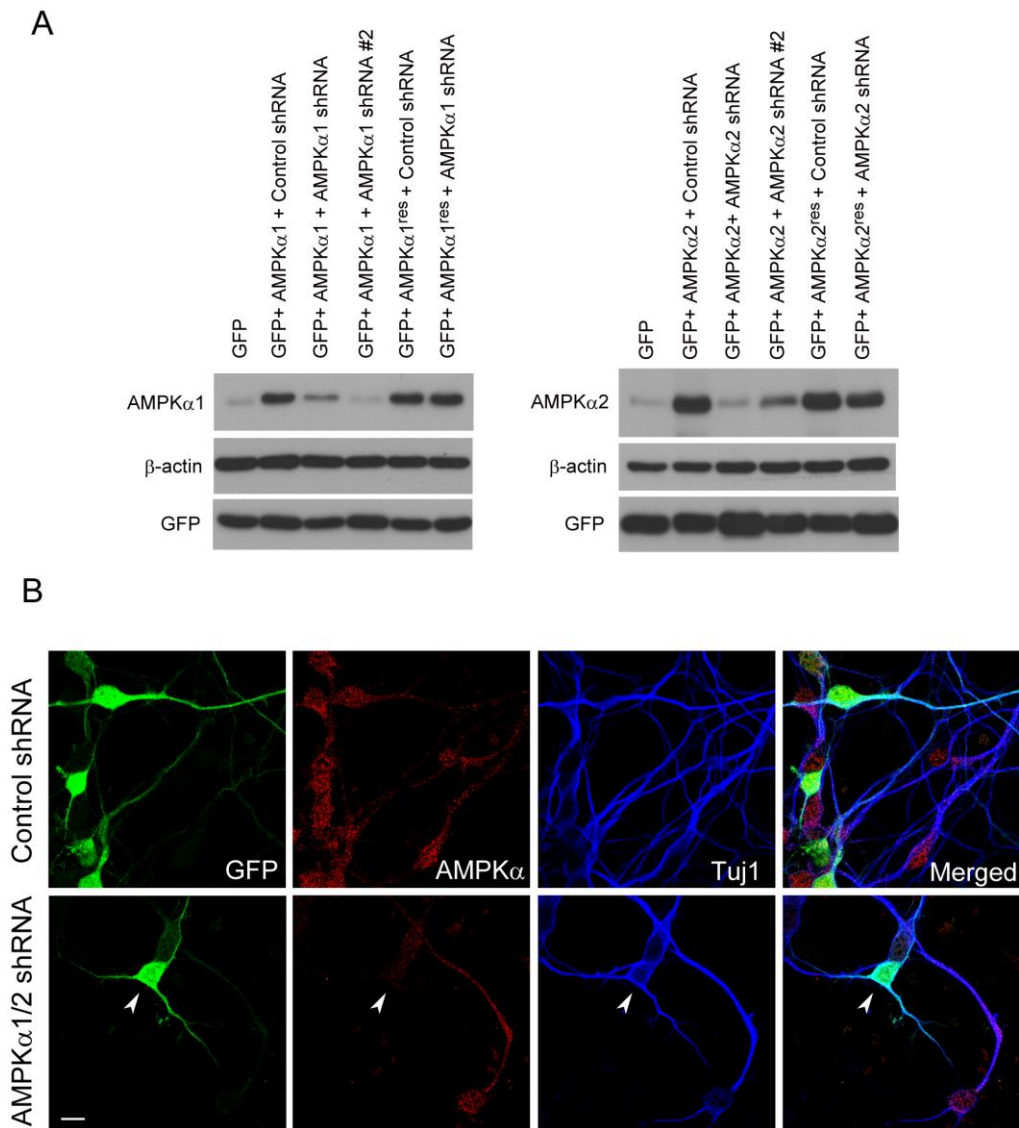 A
GFP
GFP+ AMPKα1 + Control shRNA
GFP+ AMPKα1 + AMPKα1 shRNA
GFP+ AMPKα1 + AMPKα1 shRNA #2
GFP+ AMPKα1res + Control shRNA
GFP+ AMPKα1res + AMPKα1 shRNA
AMPKα1
β-actin
GFP
GFP
GFP+ AMPKα2 + Control shRNA
GFP+ AMPKα2+ AMPKα2 shRNA
GFP+ AMPKα2 + AMPKα2 shRNA #2
GFP+ AMPKα2res + Control shRNA
GFP+ AMPKα2res + AMPKα2 shRNA
AMPKα2
β-actin
GFP
B
Control shRNA
GFP
AMPKα
Tuj1
Merged
AMPKα1/2 shRNA